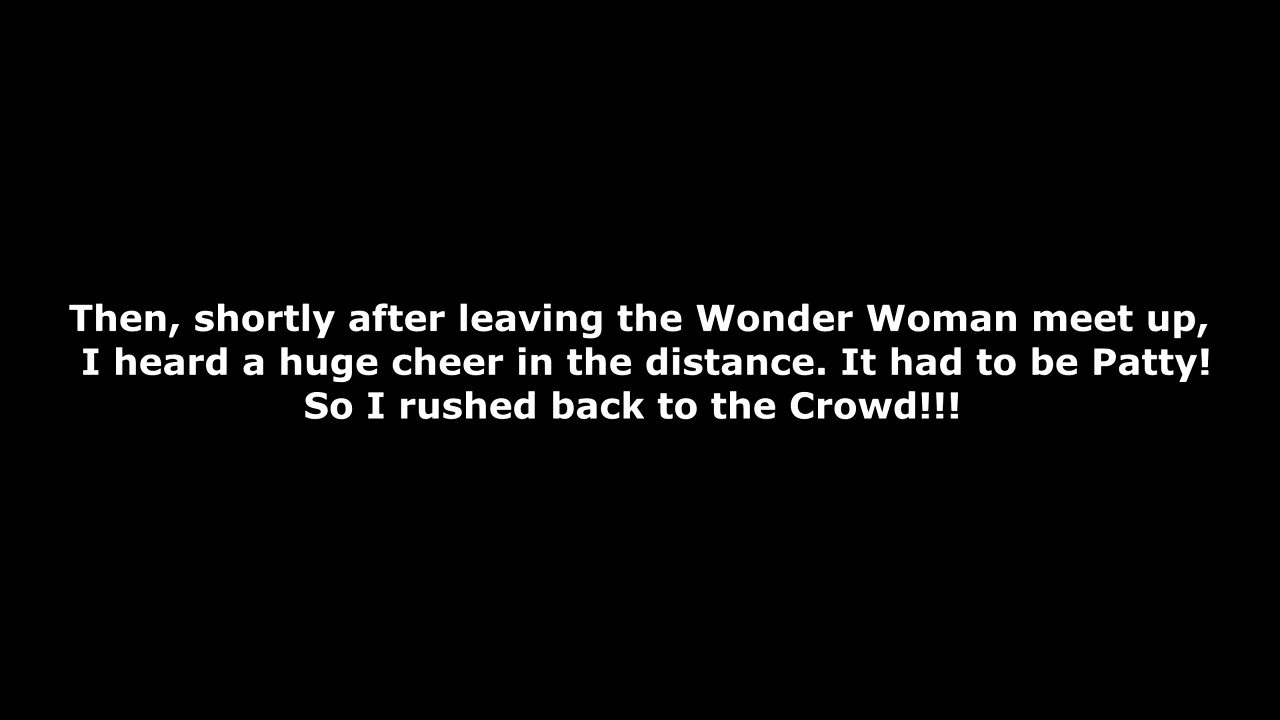 Then, shortly after leaving the Wonder Woman meet up,
I heard a huge cheer in the distance. It had to be Patty!
So I rushed back to the Crowd!!!